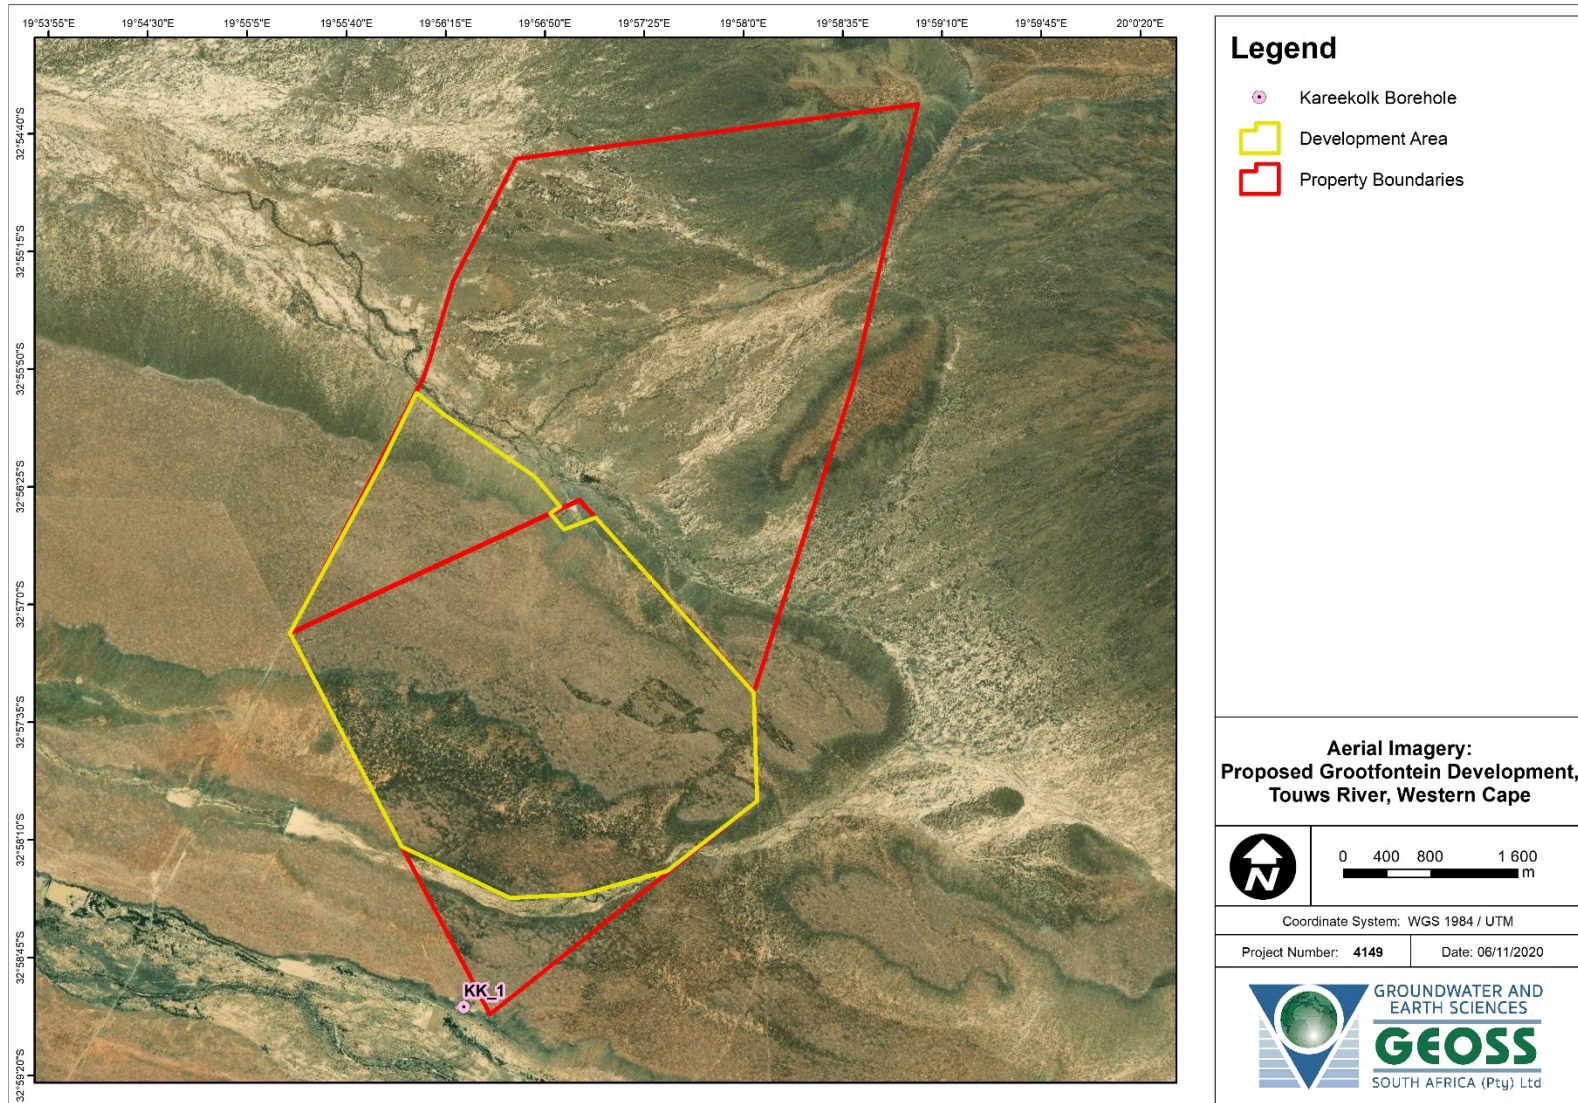 19°53'55"E 19°54'30"E 19°55'5"E 19°55'40"E 19°56'15"E 19°56'50"E 19°57'25"E 19°58'0"E 19°58'35"E 19°59'10"E 19°59'45"E 20°0'20"E
32°54'40"S
32°55'15"S
32°55'50"S
32°56'25"S
32°57'0"S
32°57'35"S
32°58'10"S
32°58'45"S
32°59'20"S
KK_1
Legend
Kareekolk Borehole
Development Area
Property Boundaries
Aerial Imagery:
Proposed Grootfontein Development,
Touws River, Western Cape
N
0 400 800 1 600
m
Coordinate System: WGS 1984 / UTM
Project Number: 4149 Date: 06/11/2020
GROUNDWATER AND
EARTH SCIENCES
GEOSS
SOUTH AFRICA (Pty) Ltd